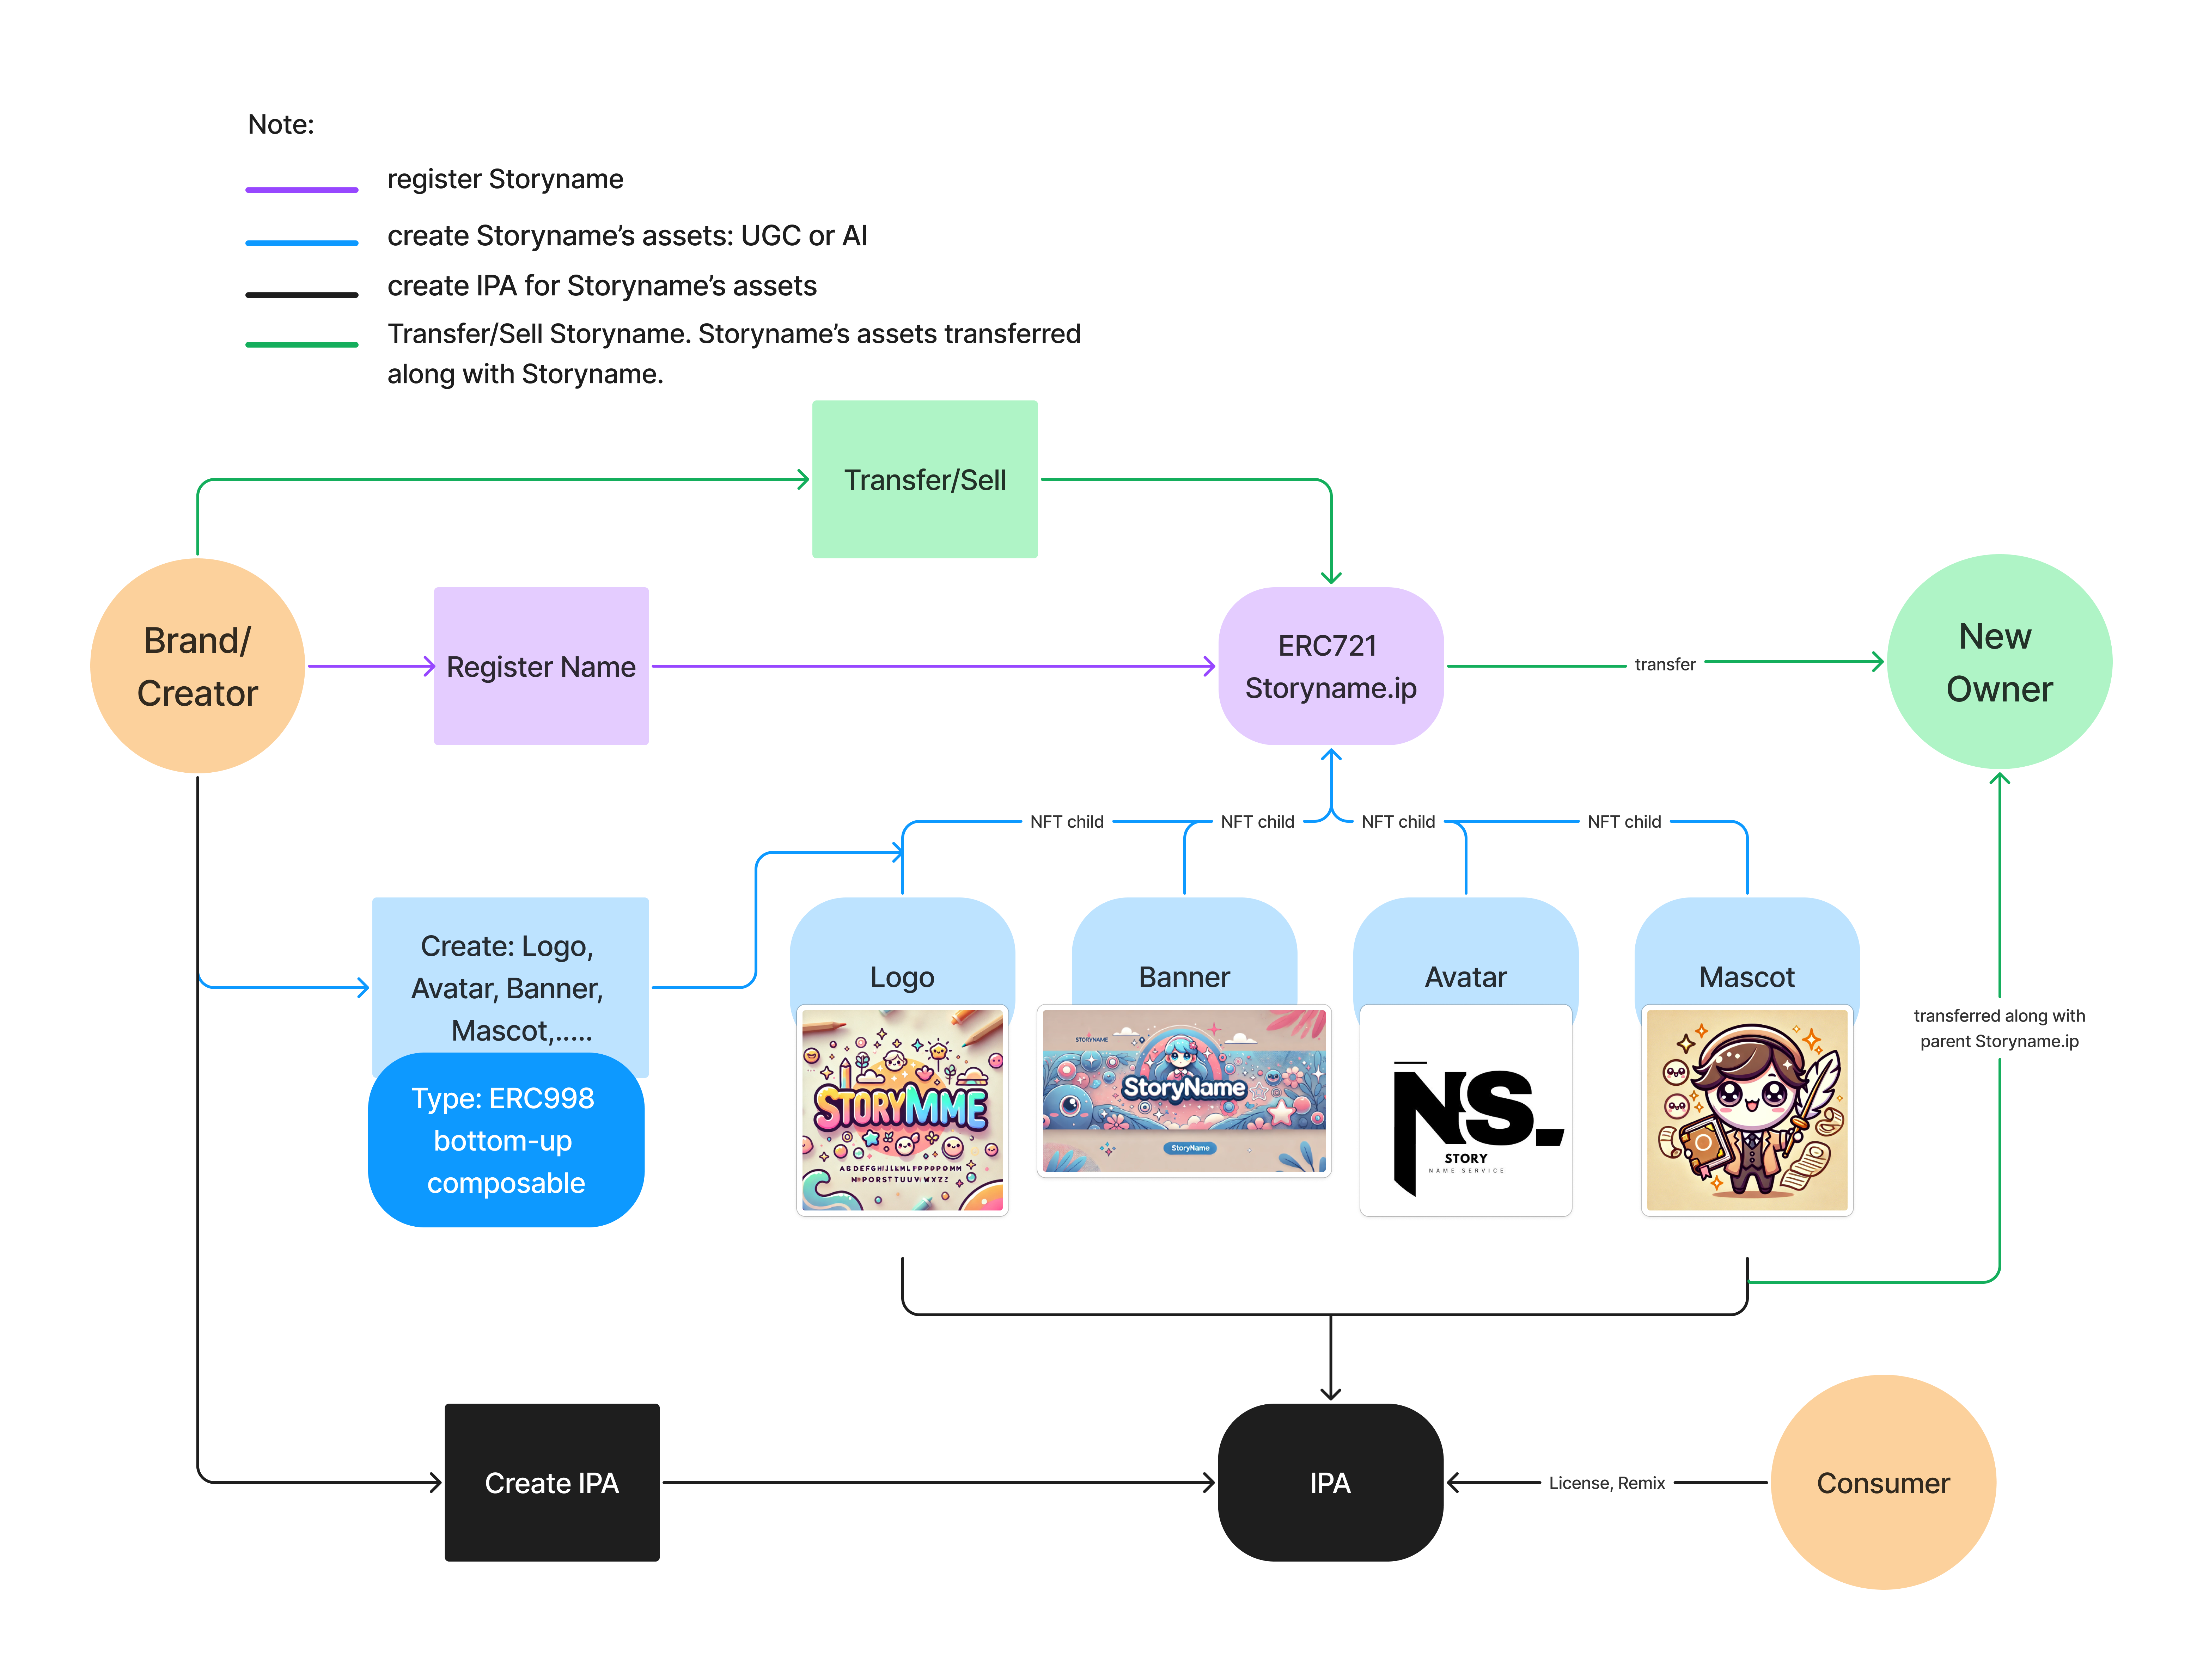 Note:
register Storyname
create Storyname’s assets: UGC or AI
create IPA for Storyname’s assets
Transfer/Sell Storyname. Storyname’s assets transferred
along with Storyname.
Transfer/Sell
Brand/
Creator
Register Name
ERC721
Storyname.ip
transfer
New
Owner
NFT child
NFT child
NFT child
NFT child
Create: Logo,
Avatar, Banner,
Mascot,.....
Type: ERC998
bottom-up
composable
Logo
Banner
Avatar
Mascot
STORYMME
STORYNAME
StoryName
StoryName
NS.
STORY
NAME SERVICE
transferred along with
parent Storyname.ip
Create IPA
IPA
License, Remix
Consumer